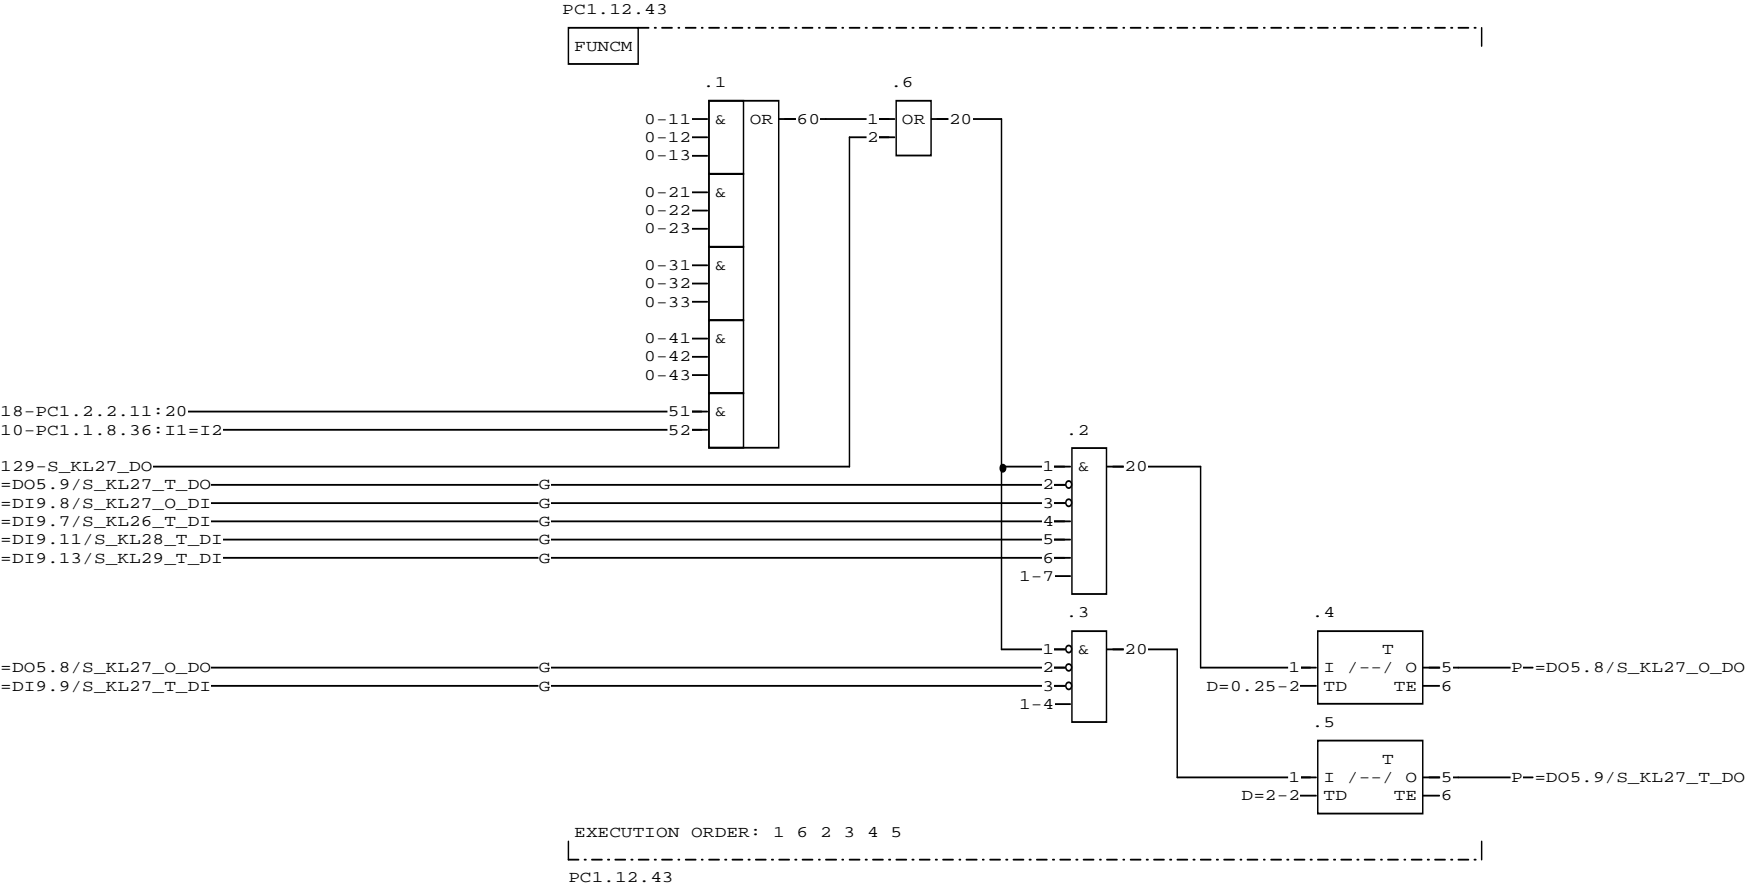 PC1.12.43
FUNCM
.1 .6
0-11 & OR 60 1 OR 20
0-12 2
0-13
0-21 &
0-22
0-23
0-31 &
0-32
0-33
0-41 &
0-42
0-43
18-PC1.2.2.11:20 51 &
10-PC1.1.8.36:I1=I2 52
.2
129-S_KL27_DO 1 & 20
=DO5.9/S_KL27_T_DO G 2
=DI9.8/S_KL27_O_DI G 3
=DI9.7/S_KL26_T_DI G 4
=DI9.11/S_KL28_T_DI G 5
=DI9.13/S_KL29_T_DI G 6
1-7
.3 .4
1 & 20 T
=DO5.8/S_KL27_O_DO G 2 1 I /--/ O 5 P-=DO5.8/S_KL27_O_DO
=DI9.9/S_KL27_T_DI G 3 D=0.25-2 TD TE 6
1-4
.5
T
1 I /--/ O 5 P-=DO5.9/S_KL27_T_DO
D=2-2 TD TE 6
EXECUTION ORDER: 1 6 2 3 4 5
PC1.12.43